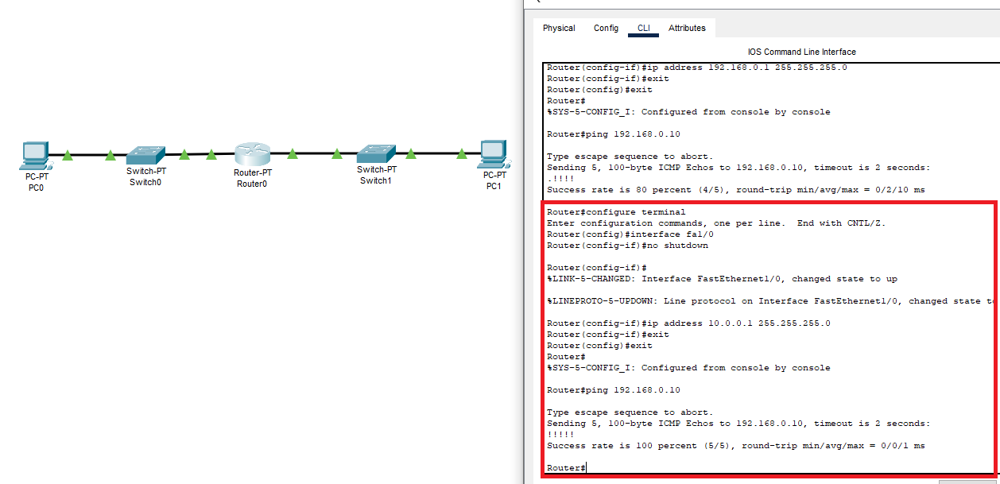 Physical Config CLI Attributes
IOS Command Line Interface
Router(config-if)#ip address 192.168.0.1 255.255.255.0
Router(config-if)#exit
Router(config)#exit
Router#
%SYS-5-CONFIG_I: Configured from console by console
Router#ping 192.168.0.10
Type escape sequence to abort.
Sending 5, 100-byte ICMP Echos to 192.168.0.10, timeout is 2 seconds:
.!!!!
Success rate is 80 percent (4/5), round-trip min/avg/max = 0/2/10 ms
Router#configure terminal
Enter configuration commands, one per line.  End with CNTL/Z.
Router(config)#interface fa1/0
Router(config-if)#no shutdown
Router(config-if)#
%LINK-5-CHANGED: Interface FastEthernet1/0, changed state to up
%LINEPROTO-5-UPDOWN: Line protocol on Interface FastEthernet1/0, changed state to
Router(config-if)#ip address 10.0.0.1 255.255.255.0
Router(config-if)#exit
Router(config)#exit
Router#
%SYS-5-CONFIG_I: Configured from console by console
Router#ping 192.168.0.10
Type escape sequence to abort.
Sending 5, 100-byte ICMP Echos to 192.168.0.10, timeout is 2 seconds:
!!!!!
Success rate is 100 percent (5/5), round-trip min/avg/max = 0/0/1 ms
Router#
PC-PT
PC0
Switch-PT
Switch0
Router-PT
Router0
Switch-PT
Switch1
PC-PT
PC1